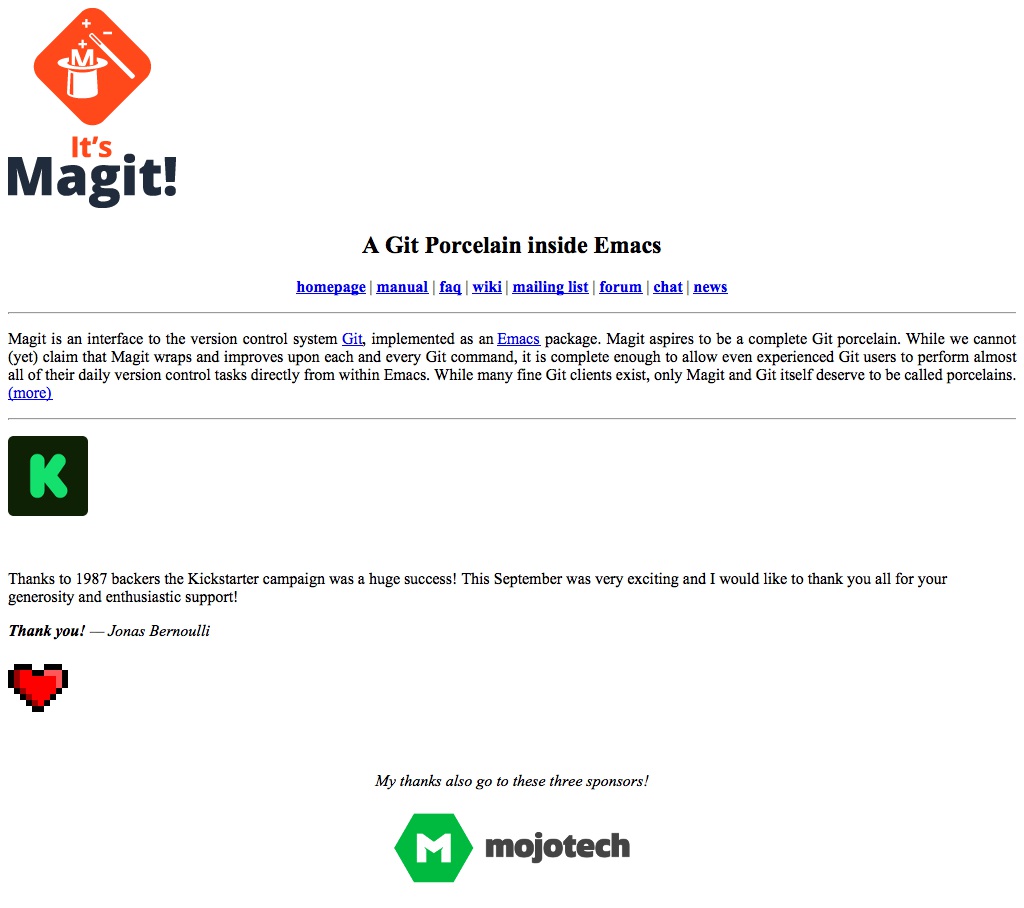 M
It's
Magit!
A Git Porcelain inside Emacs
homepage | manual | faq | wiki | mailing list | forum | chat | news
Magit is an interface to the version control system Git, implemented as an Emacs package. Magit aspires to be a complete Git porcelain. While we cannot
(yet) claim that Magit wraps and improves upon each and every Git command, it is complete enough to allow even experienced Git users to perform almost
all of their daily version control tasks directly from within Emacs. While many fine Git clients exist, only Magit and Git itself deserve to be called porcelains.
(more)
K
Thanks to 1987 backers the Kickstarter campaign was a huge success! This September was very exciting and I would like to thank you all for your
generosity and enthusiastic support!
Thank you! — Jonas Bernoulli
My thanks also go to these three sponsors!
M mojotech